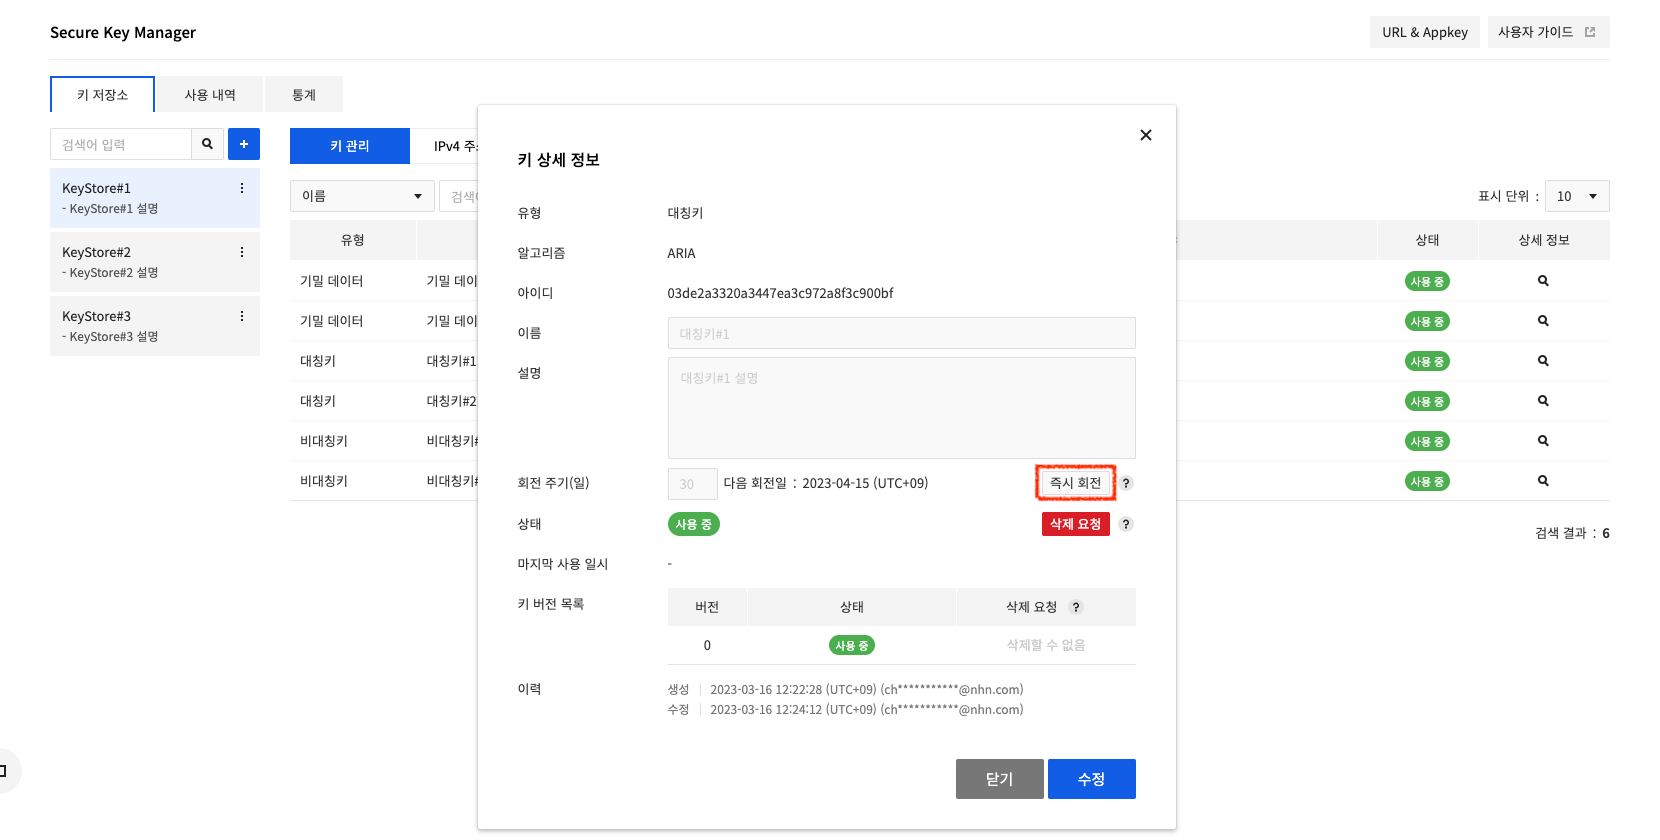 Secure Key Manager
URL & Appkey
사용자 가이드
키 저장소
사용 내역
통계
검색어 입력
+
KeyStore#1
- KeyStore#1 설명
KeyStore#2
- KeyStore#2 설명
KeyStore#3
- KeyStore#3 설명
키 관리
IPv4
이름
표시 단위 : 10
유형
상태
상세 정보
기밀 데이터
사용 중
기밀 데이터
사용 중
대칭키
대칭키#1
사용 중
대칭키
대칭키#2
사용 중
비대칭키
비대칭키
사용 중
비대칭키
비대칭키
사용 중
검색 결과 : 6
키 상세 정보
유형
대칭키
알고리즘
ARIA
아이디
03de2a3320a3447ea3c972a8f3c900bf
이름
대칭키#1
설명
대칭키#1 설명
회전 주기(일)
30
다음 회전일 : 2023-04-15 (UTC+09)
즉시 회전
?
상태
사용 중
삭제 요청
?
마지막 사용 일시
-
키 버전 목록
버전
상태
삭제 요청 ?
0
사용 중
삭제할 수 없음
이력
생성 2023-03-16 12:22:28 (UTC+09) (ch***********@nhn.com)
수정 2023-03-16 12:24:12 (UTC+09) (ch***********@nhn.com)
닫기
수정